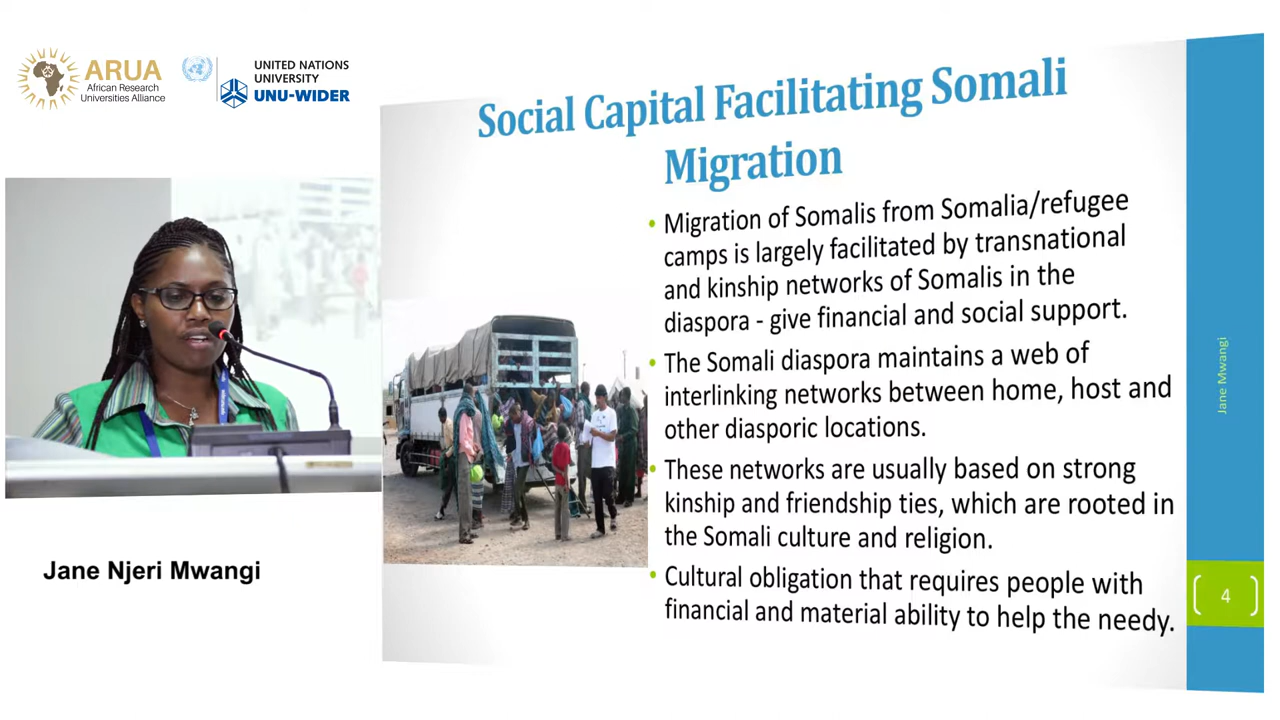 ARUA
African Research
Universities Alliance
UNITED NATIONS
UNIVERSITY
UNU-WIDER
Social Capital Facilitating Somali
Migration
• Migration of Somalis from Somalia/refugee
camps is largely facilitated by transnational
and kinship networks of Somalis in the
diaspora - give financial and social support.
• The Somali diaspora maintains a web of
interlinking networks between home, host and
other diasporic locations.
• These networks are usually based on strong
kinship and friendship ties, which are rooted in
the Somali culture and religion.
• Cultural obligation that requires people with
financial and material ability to help the needy.
Jane Mwangi
4
Jane Njeri Mwangi